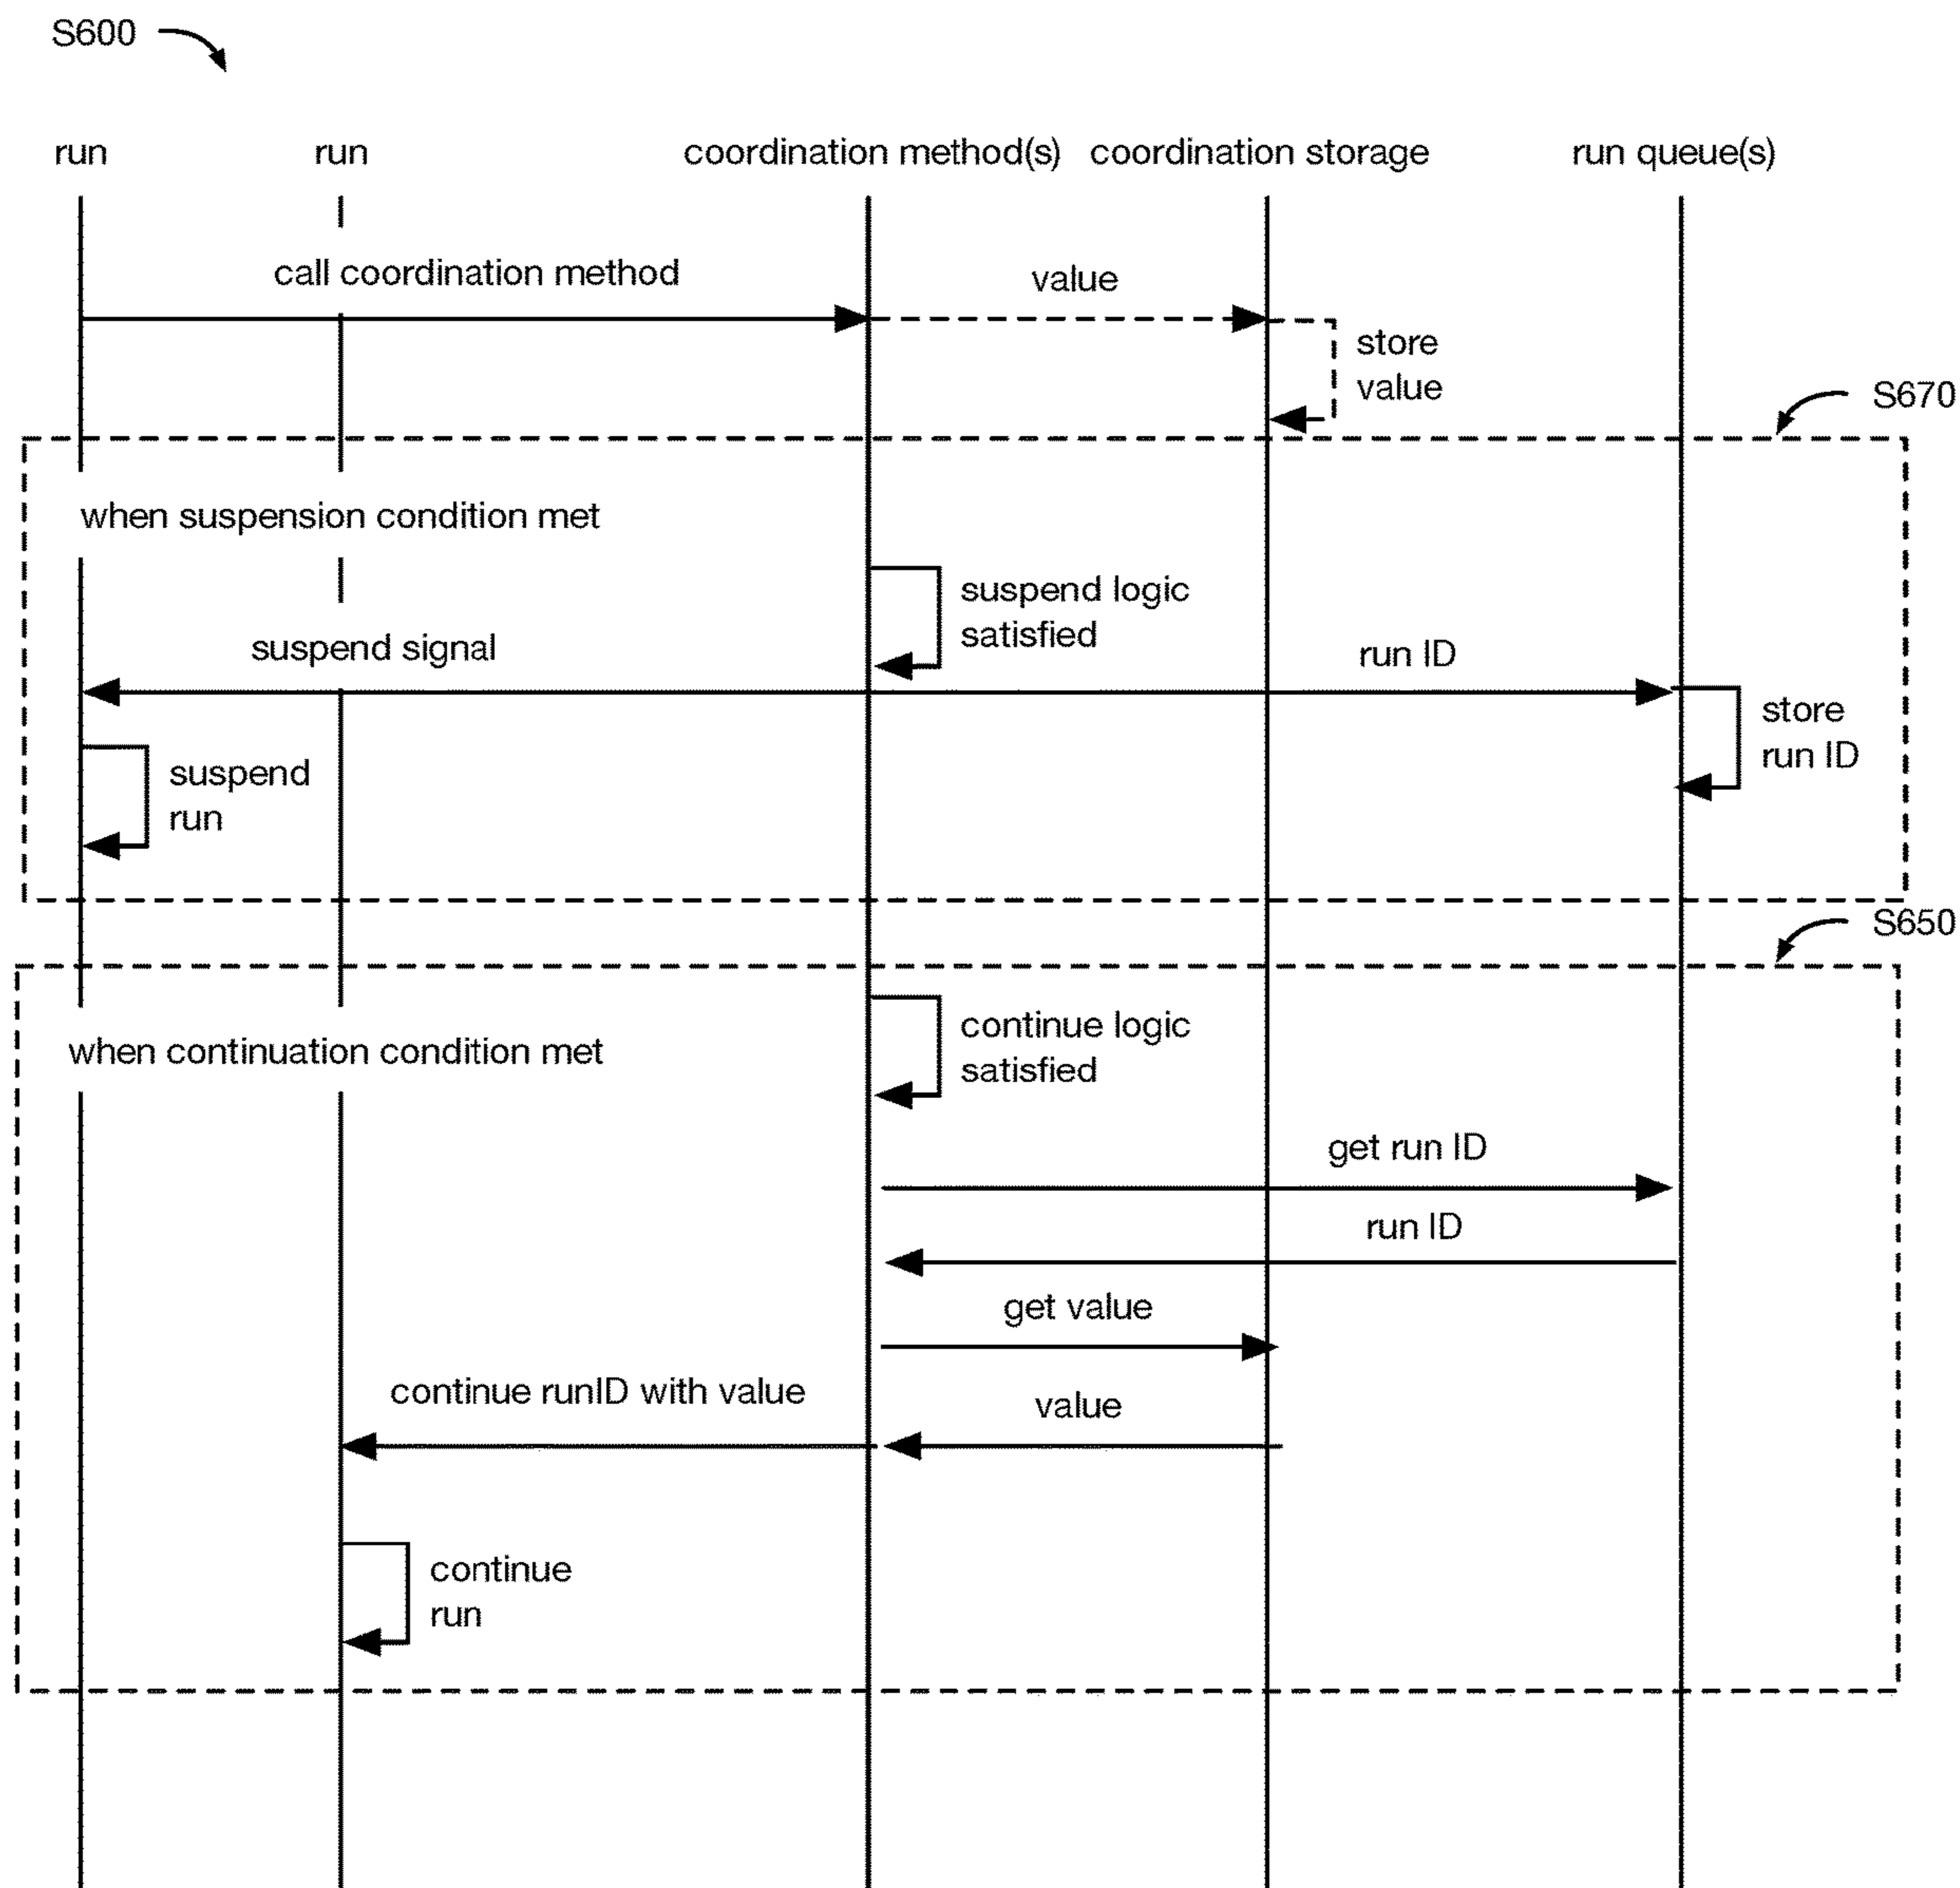 S600
run
run
coordination method(s)
coordination storage
run queue(s)
call coordination method
value
store
value
S670
when suspension condition met
suspend logic
satisfied
suspend signal
run ID
store
run ID
suspend
run
S650
continue logic
satisfied
when continuation condition met
get run ID
run ID
get value
continue runID with value
value
continue
run